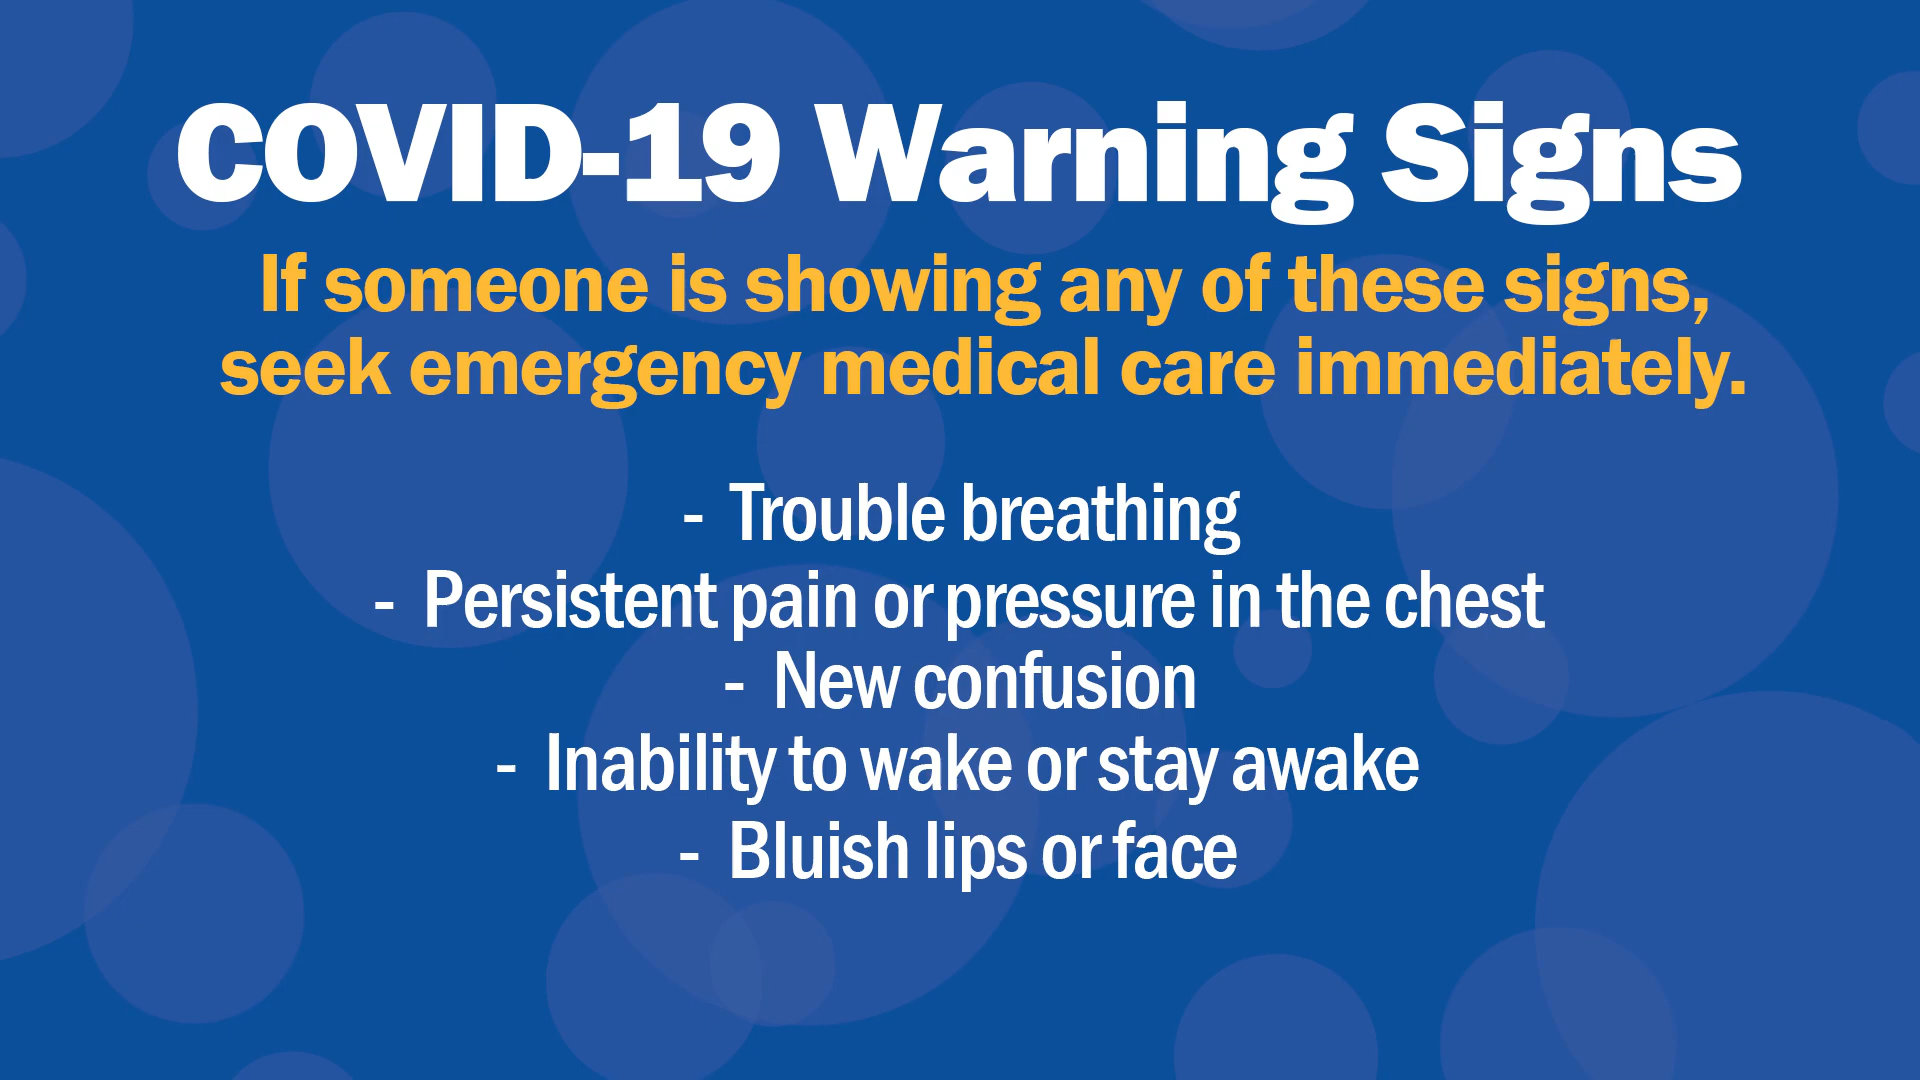 COVID-19 Warning Signs
If someone is showing any of these signs,
seek emergency medical care immediately.
- Trouble breathing
- Persistent pain or pressure in the chest
- New confusion
- Inability to wake or stay awake
- Bluish lips or face